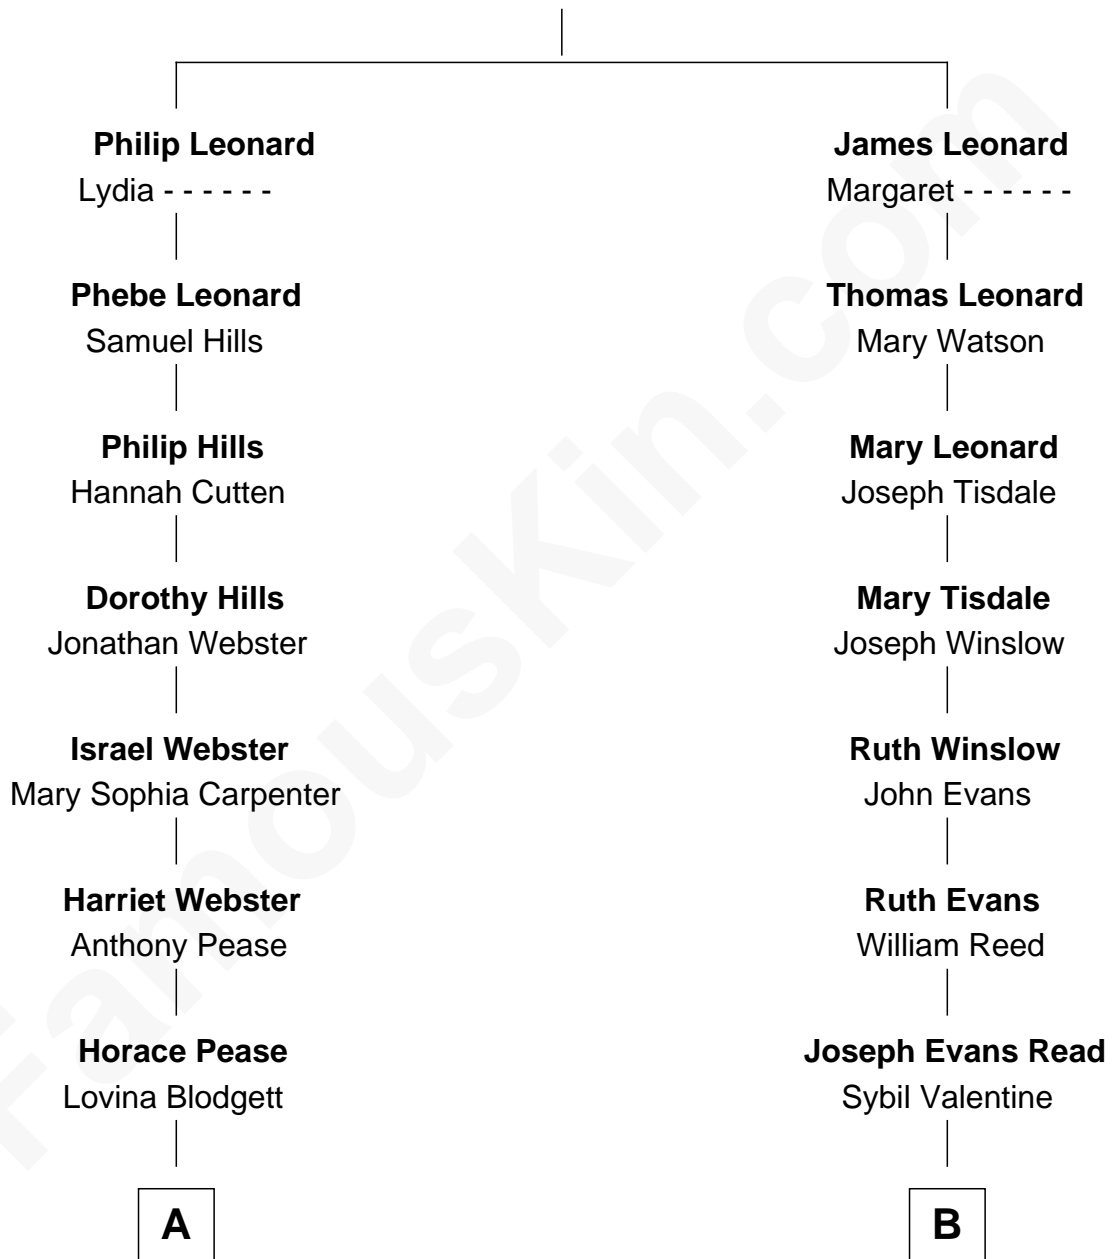 Philip Leonard
Lydia - - - - - -
Phebe Leonard
Samuel Hills
Philip Hills
Hannah Cutten
Dorothy Hills
Jonathan Webster
Israel Webster
Mary Sophia Carpenter
Harriet Webster
Anthony Pease
Horace Pease
Lovina Blodgett
A
James Leonard
Margaret - - - - - -
Thomas Leonard
Mary Watson
Mary Leonard
Joseph Tisdale
Mary Tisdale
Joseph Winslow
Ruth Winslow
John Evans
Ruth Evans
William Reed
Joseph Evans Read
Sybil Valentine
B
FamousKin.com